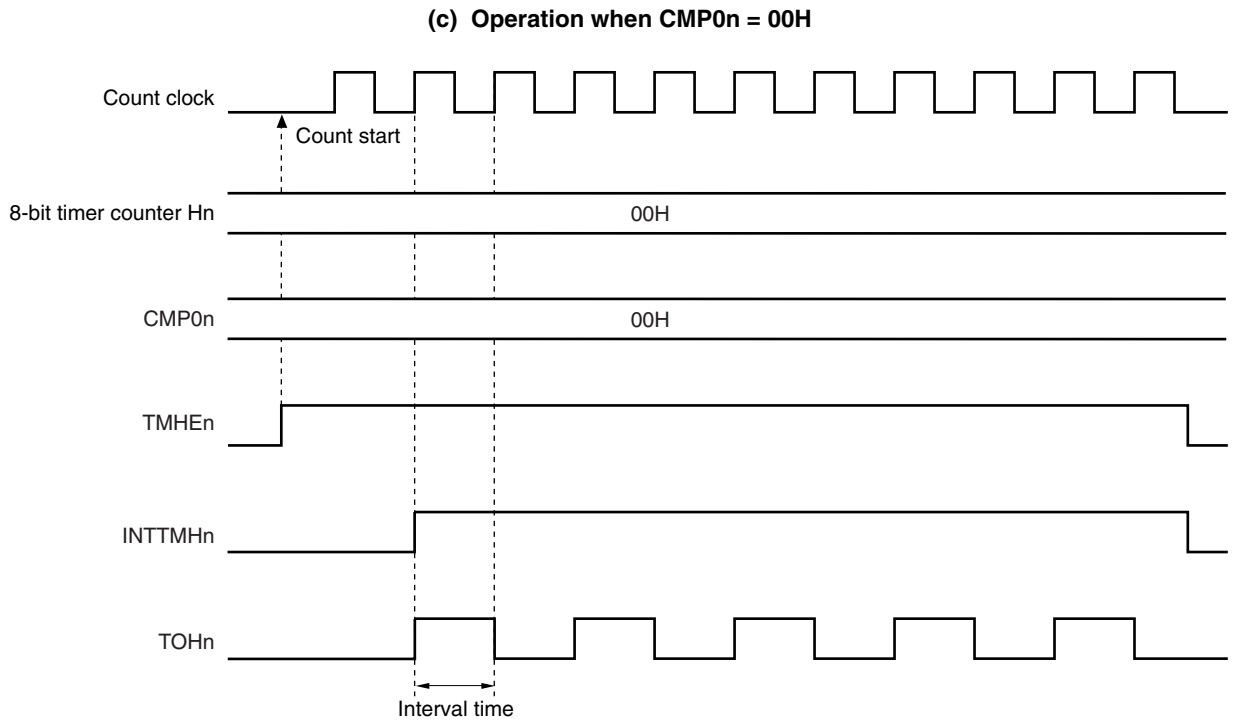 (c) Operation when CMP0n = 00H
Count clock
Count start
8-bit timer counter Hn
00H
CMP0n
00H
TMHEn
INTTMHn
TOHn
Interval time